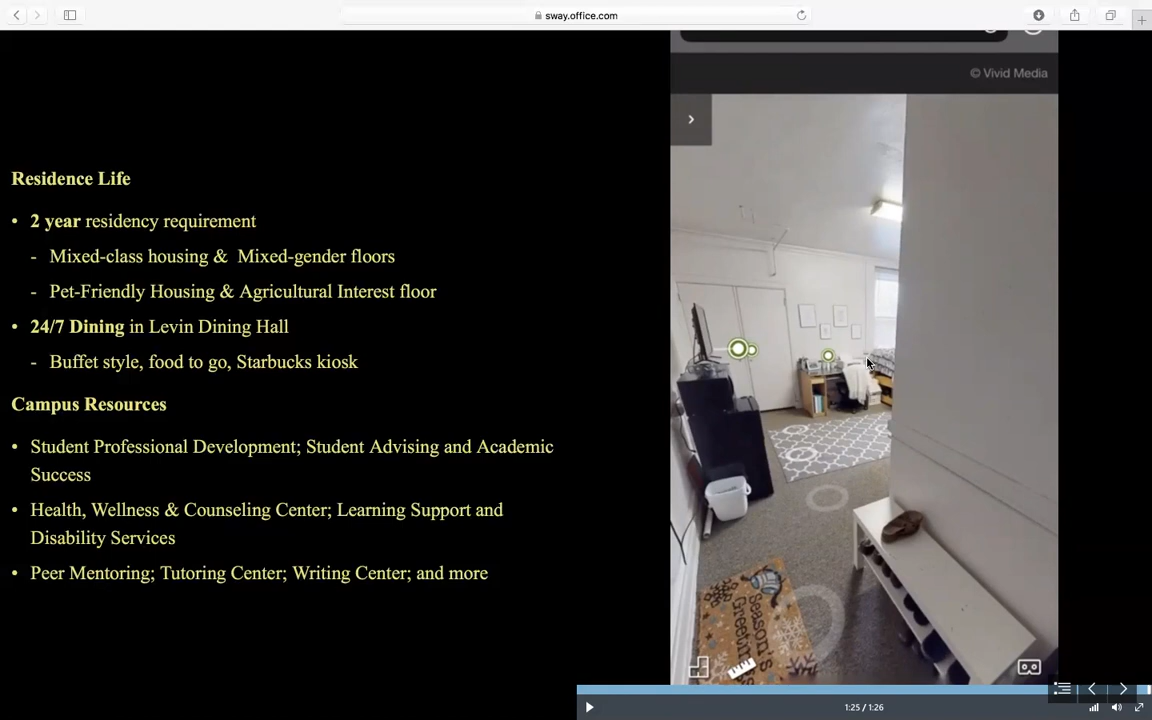 sway.office.com
© Vivid Media
Residence Life
• 2 year residency requirement
- Mixed-class housing & Mixed-gender floors
- Pet-Friendly Housing & Agricultural Interest floor
• 24/7 Dining in Levin Dining Hall
- Buffet style, food to go, Starbucks kiosk
Campus Resources
• Student Professional Development; Student Advising and Academic
Success
• Health, Wellness & Counseling Center; Learning Support and
Disability Services
• Peer Mentoring; Tutoring Center; Writing Center; and more
Season's
Greetings
1:25 / 1:26